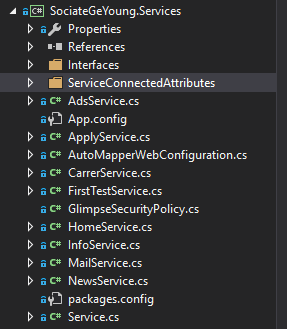 C# SociateGeYoung.Services
Properties
References
Interfaces
ServiceConnectedAttributes
C# AdsService.cs
App.config
C# ApplyService.cs
C# AutoMapperWebConfiguration.cs
C# CarrerService.cs
C# FirstTestService.cs
C# GlimpseSecurityPolicy.cs
C# HomeService.cs
C# InfoService.cs
C# MailService.cs
C# NewsService.cs
packages.config
C# Service.cs